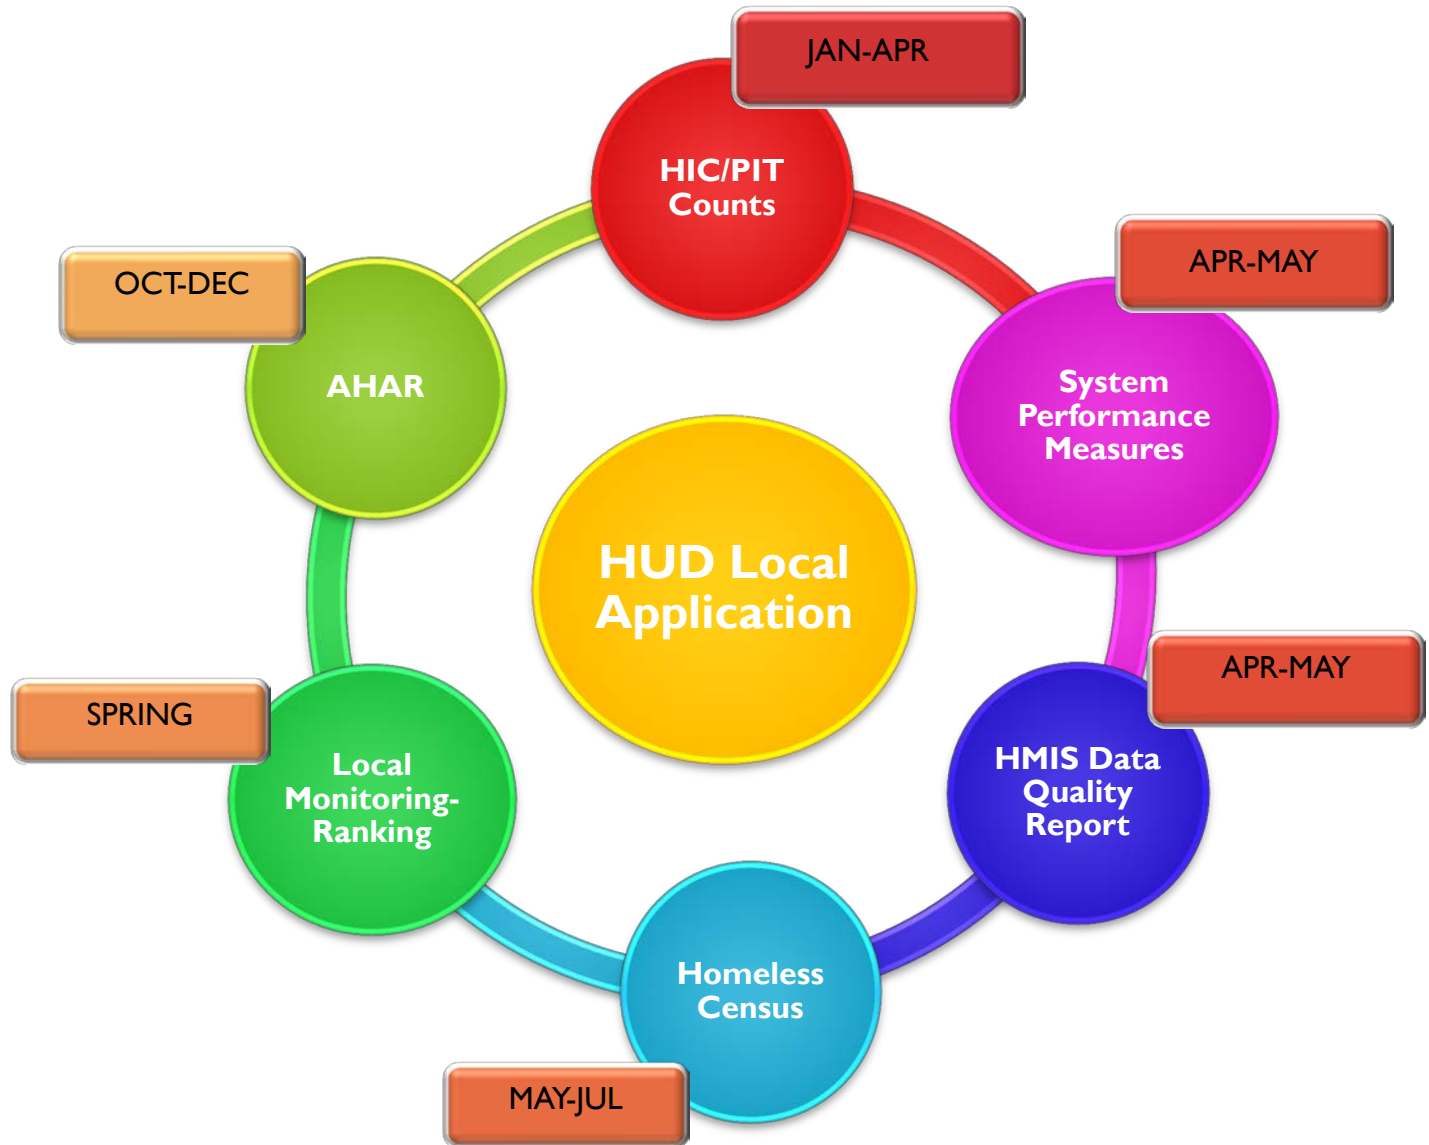 JAN-APR
HIC/PIT
Counts
APR-MAY
System
Performance
Measures
APR-MAY
HMIS Data
Quality
Report
Homeless
Census
MAY-JUL
Local
Monitoring-
Ranking
SPRING
AHAR
OCT-DEC
HUD Local
Application